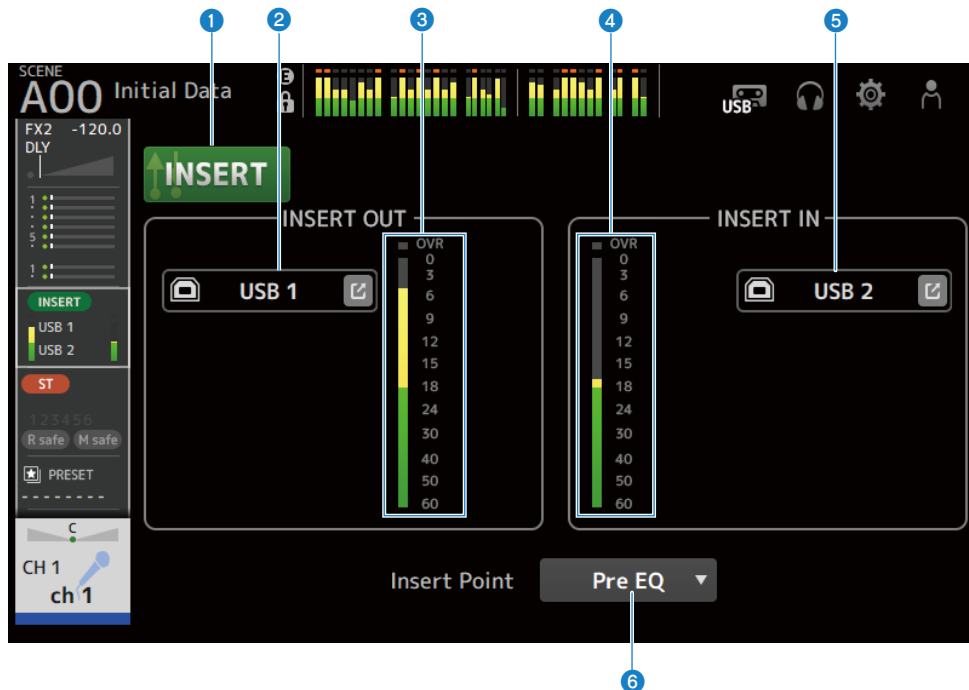 1 2 3 4 5
SCENE
A00 Initial Data
E
USB
FX2 -120.0
DLY
1
5
1
INSERT
USB 1
USB 2
ST
123456
R safe M safe
PRESET
--------
C
CH 1
ch 1
INSERT
INSERT OUT
USB 1
OVR
0
3
6
9
12
15
18
24
30
40
50
60
INSERT IN
OVR
0
3
6
9
12
15
18
24
30
40
50
60
USB 2
Insert Point Pre EQ
6